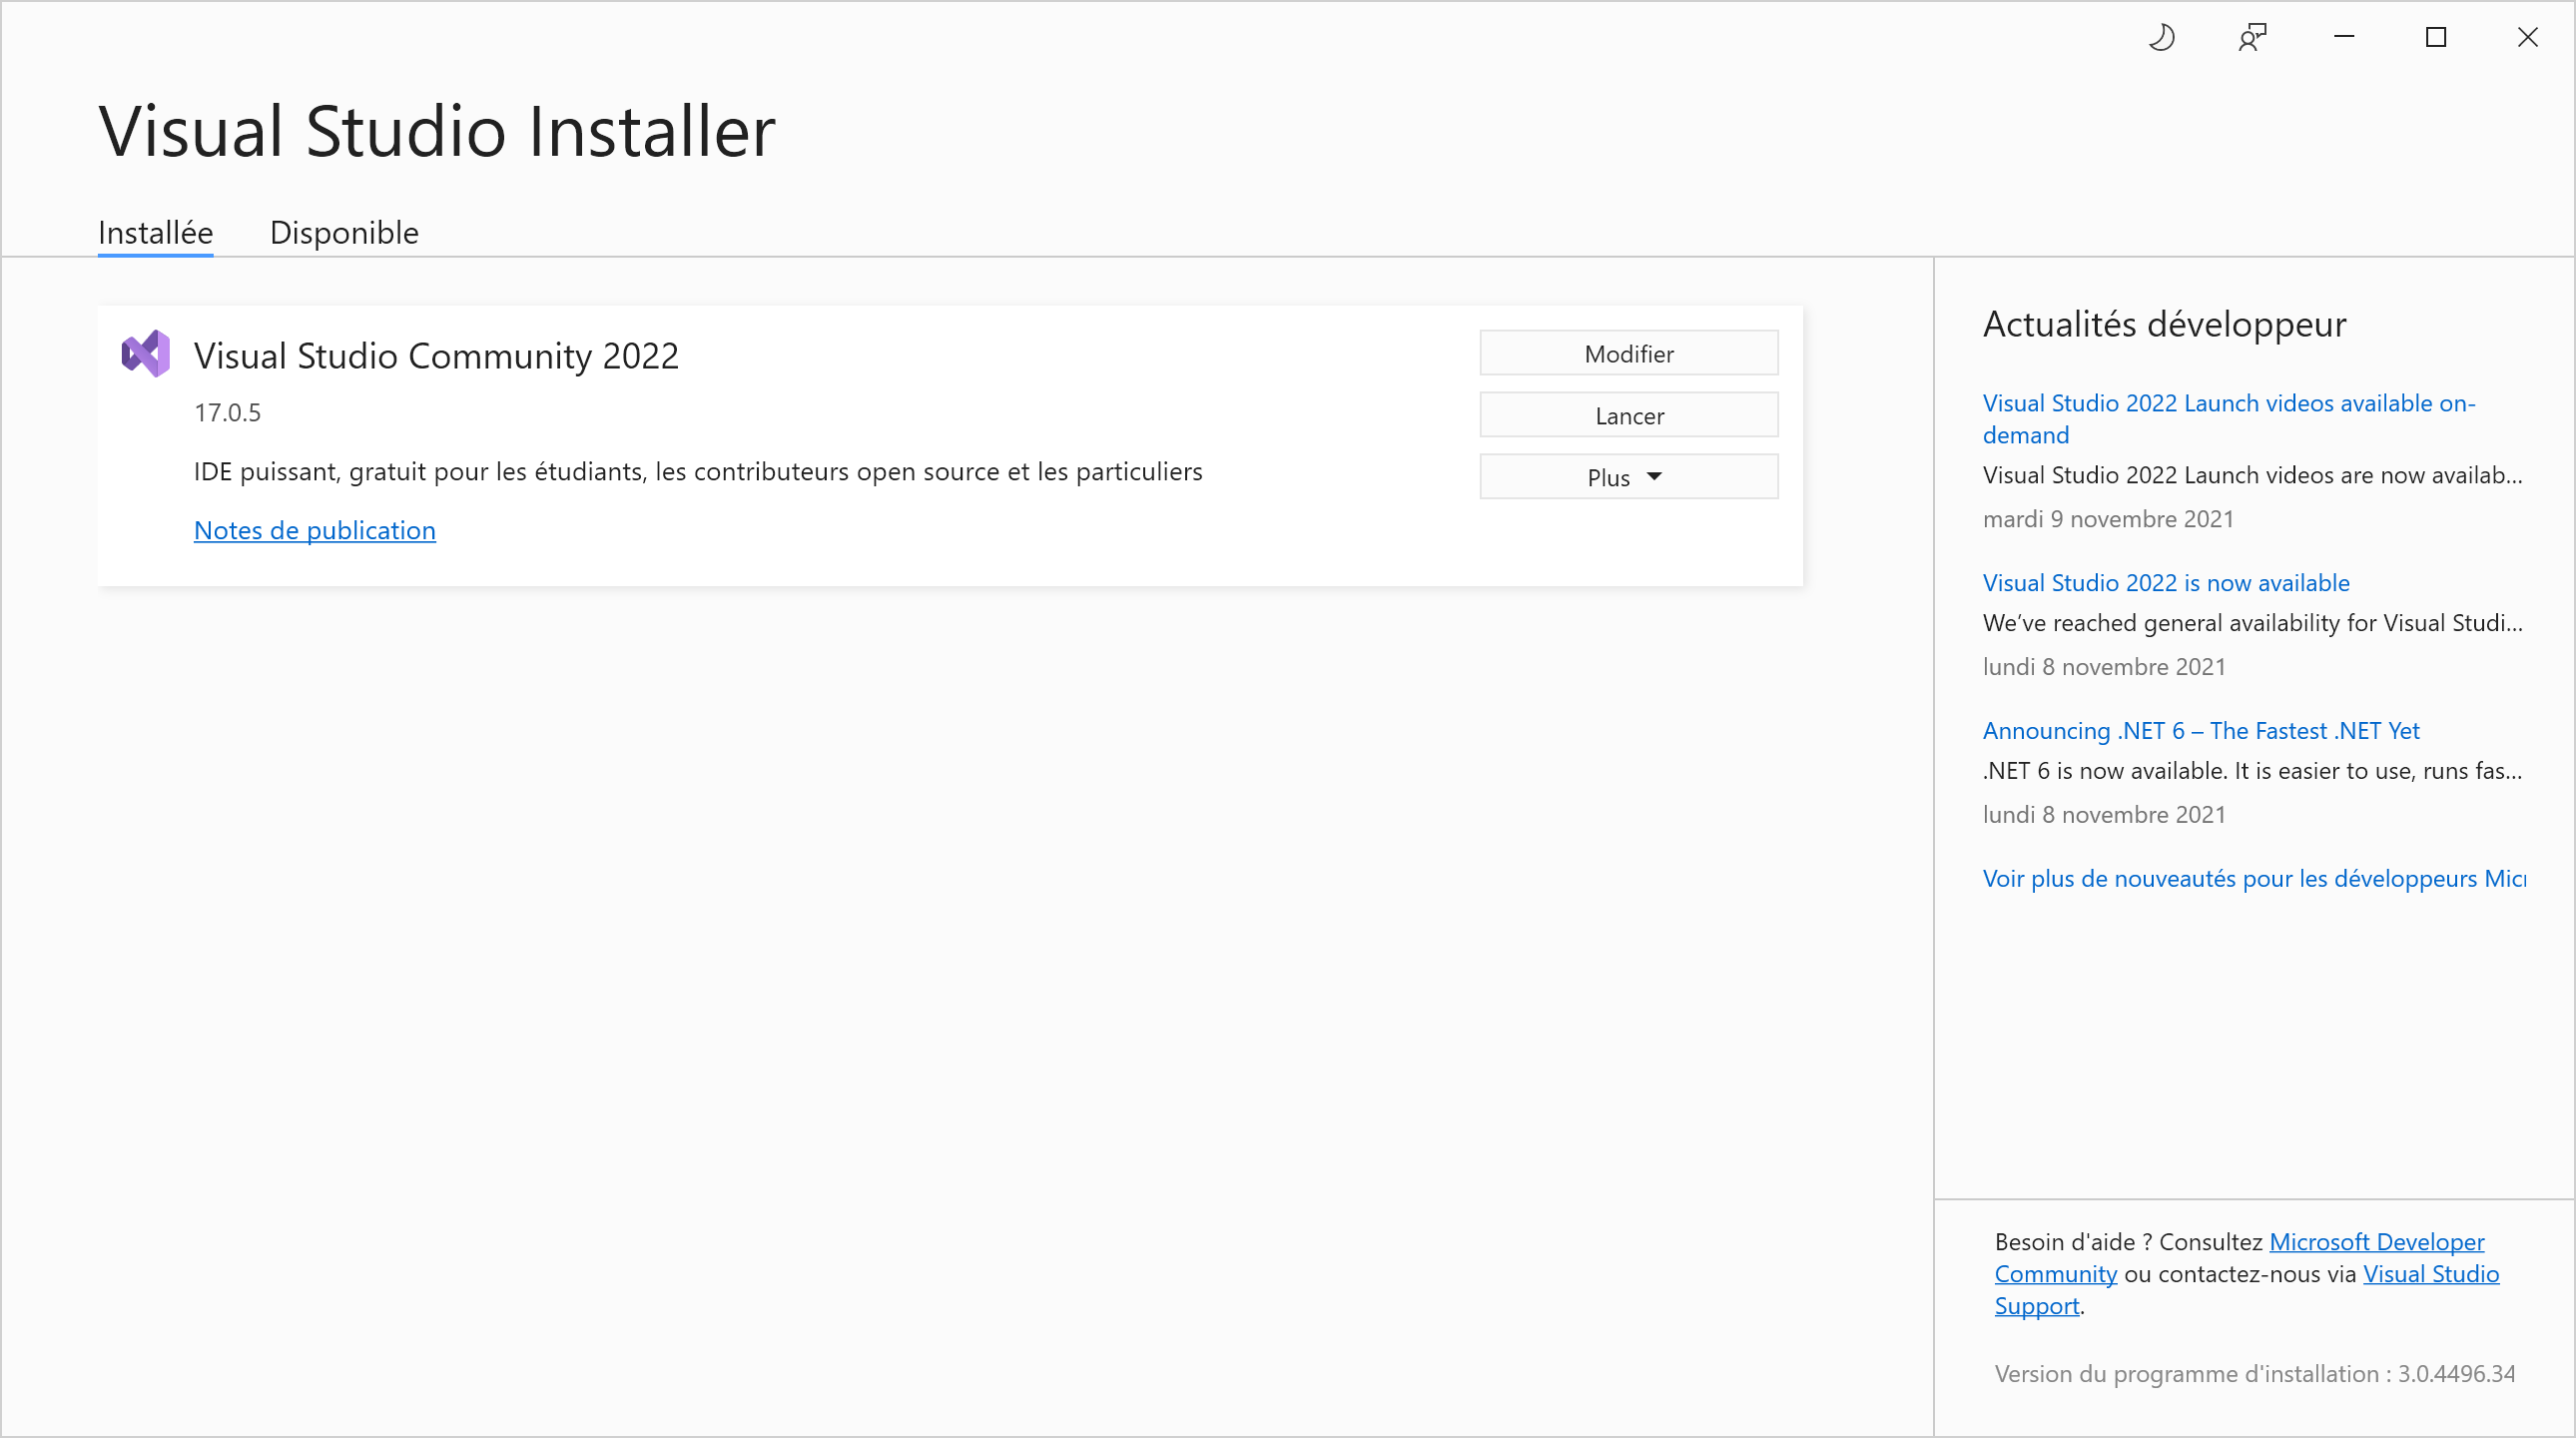 Visual Studio Installer
Installée
Disponible
Visual Studio Community 2022
17.0.5
IDE puissant, gratuit pour les étudiants, les contributeurs open source et les particuliers
Notes de publication
Modifier
Lancer
Plus
Actualités développeur
Visual Studio 2022 Launch videos available on-
demand
Visual Studio 2022 Launch videos are now availab...
mardi 9 novembre 2021
Visual Studio 2022 is now available
We’ve reached general availability for Visual Studi...
lundi 8 novembre 2021
Announcing .NET 6 – The Fastest .NET Yet
.NET 6 is now available. It is easier to use, runs fas...
lundi 8 novembre 2021
Voir plus de nouveautés pour les développeurs Micr
Besoin d'aide ? Consultez Microsoft Developer
Community ou contactez-nous via Visual Studio
Support.
Version du programme d'installation : 3.0.4496.34